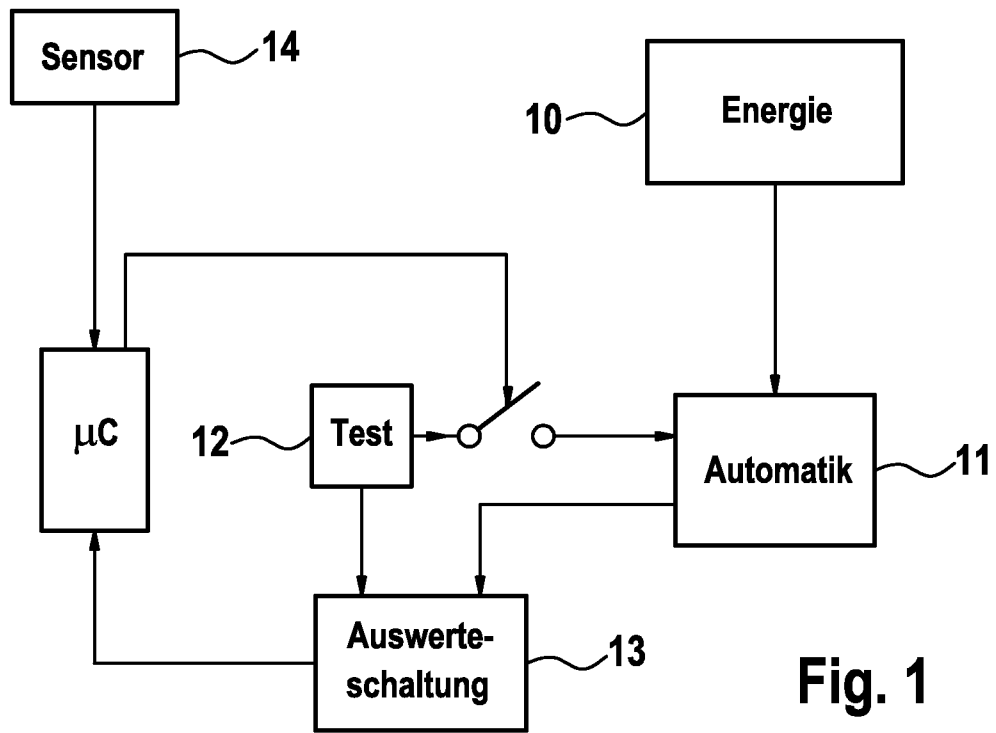 Sensor
14
Energie
10
µC
12
Test
Automatik
11
Auswerte-
schaltung
13
Fig. 1